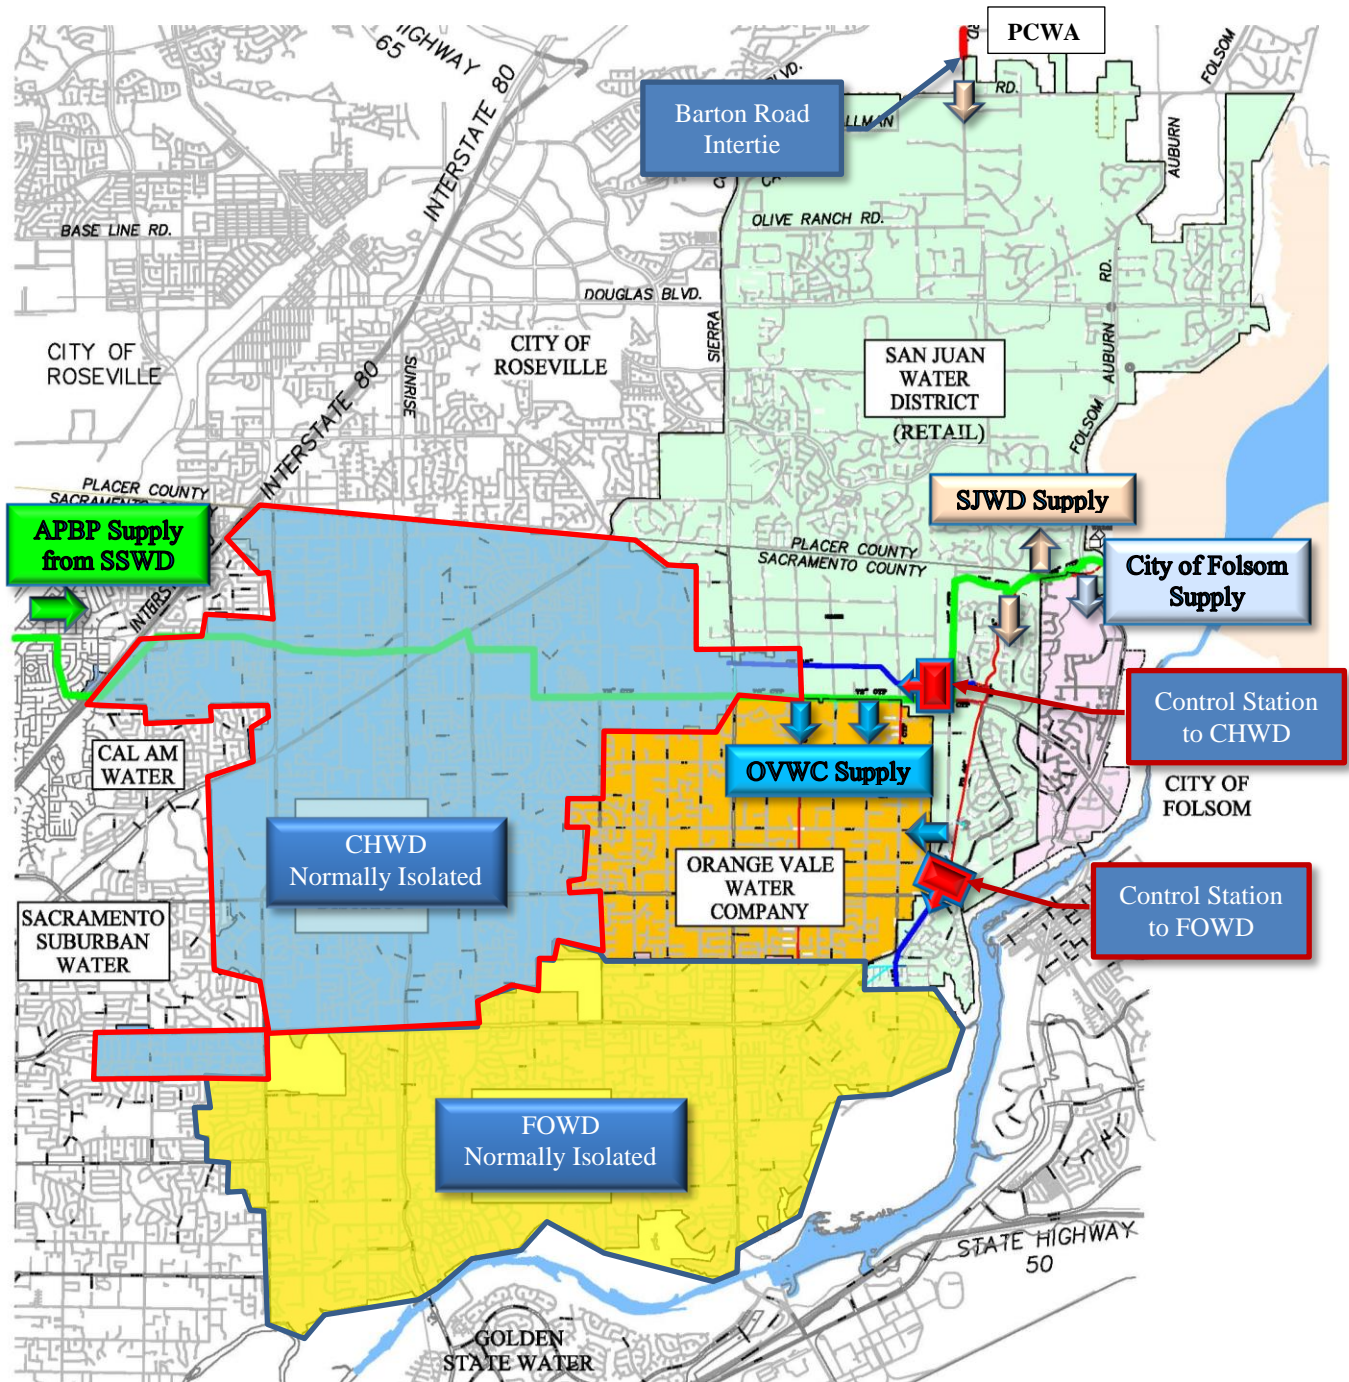 HIGHWAY
65
INTERSTATE 80
PCWA
RD.
FOLSOM
BLVD.
Barton Road
Intertie
AUBURN
OLIVE RANCH RD.
BASE LINE RD.
RD.
DOUGLAS BLVD.
SIERRA
AUBURN
CITY OF
ROSEVILLE
CITY OF
ROSEVILLE
SUNRISE
SAN JUAN
WATER
DISTRICT
(RETAIL)
FOLSOM
INTERSTATE 80
PLACER COUNTY
SACRAMENTO COUNTY
SJWD Supply
APBP Supply
from SSWD
PLACER COUNTY
SACRAMENTO COUNTY
City of Folsom
Supply
Control Station
to CHWD
CAL AM
WATER
OVWC Supply
CITY OF
FOLSOM
CHWD
Normally Isolated
ORANGE VALE
WATER
COMPANY
Control Station
to FOWD
SACRAMENTO
SUBURBAN
WATER
FOWD
Normally Isolated
STATE HIGHWAY
50
GOLDEN
STATE WATER